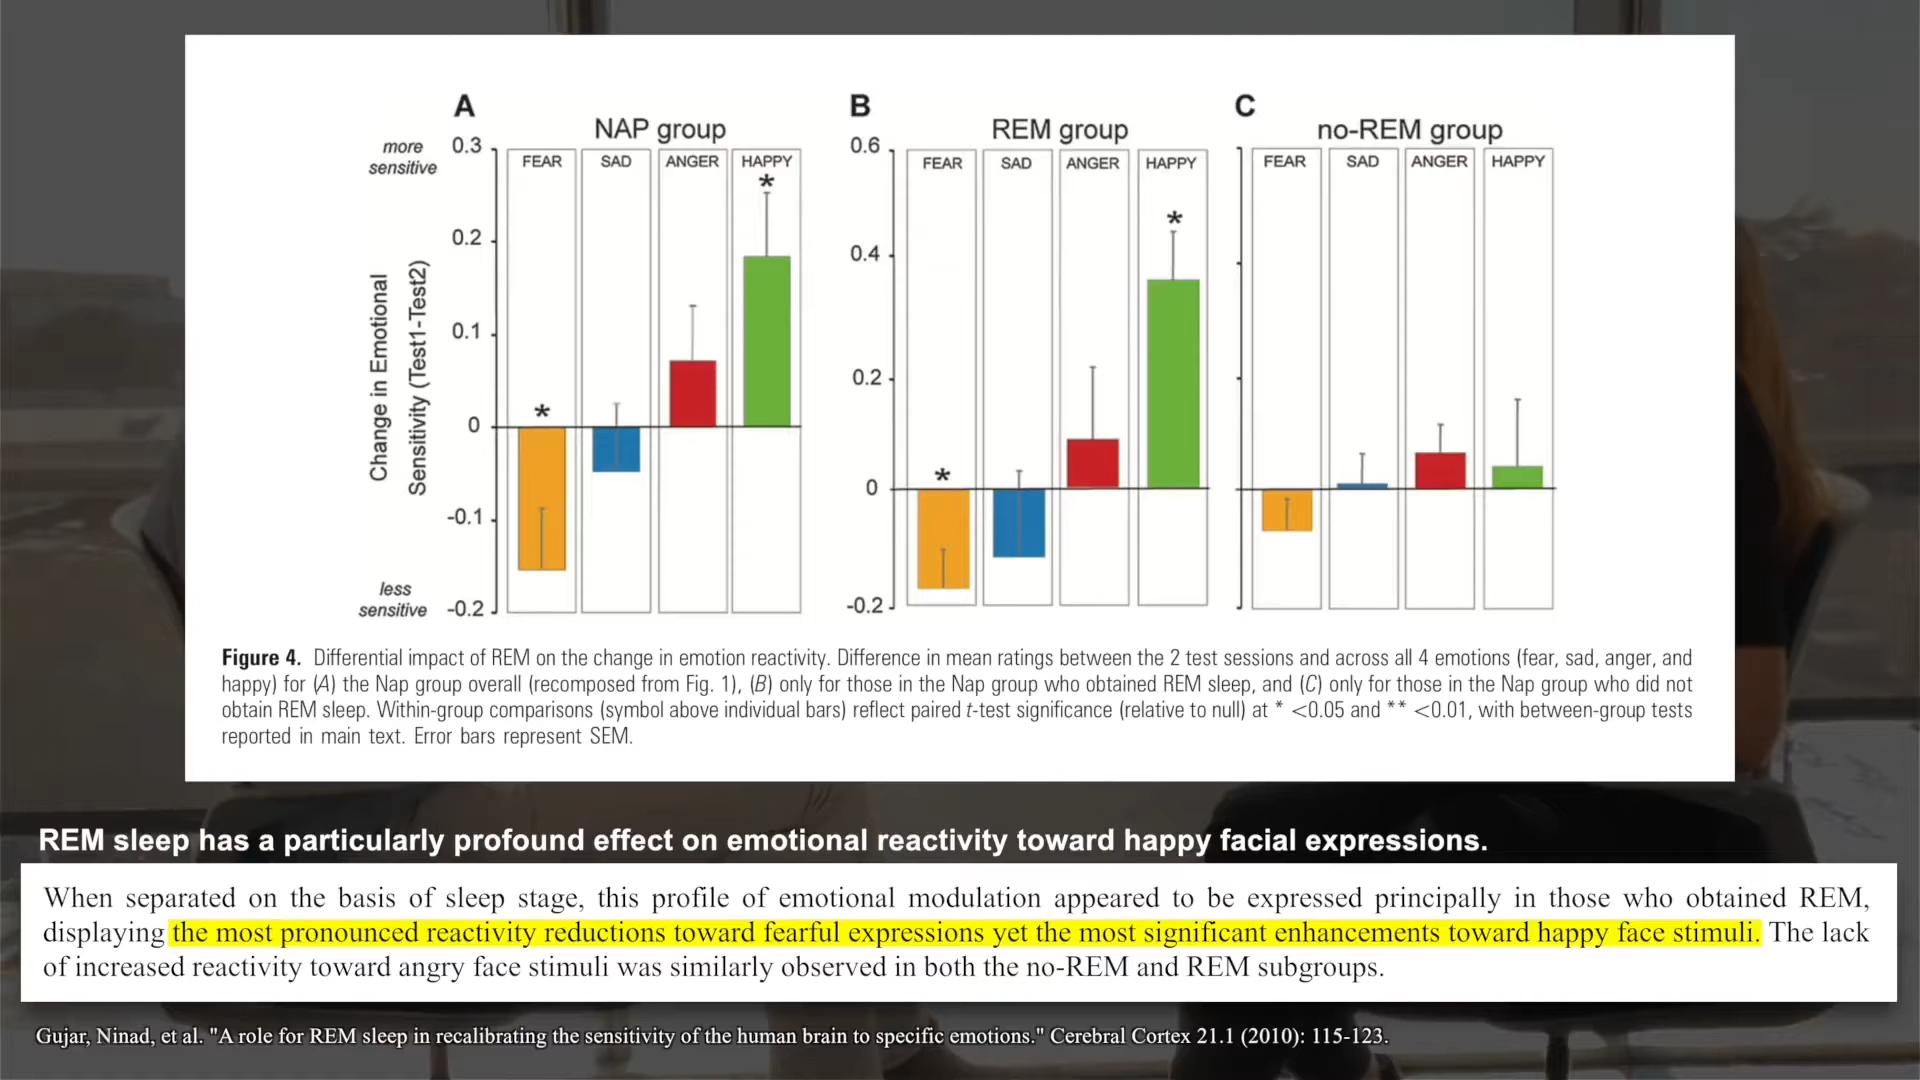 A
NAP group
more
sensitive
0.3
0.2
0.1
0
-0.1
-0.2
less
sensitive
Change in Emotional
Sensitivity (Test1-Test2)
FEAR SAD ANGER HAPPY
*
*
B
REM group
0.6
0.4
0.2
0
-0.2
FEAR SAD ANGER HAPPY
*
*
C
no-REM group
FEAR SAD ANGER HAPPY
Figure 4. Differential impact of REM on the change in emotion reactivity. Difference in mean ratings between the 2 test sessions and across all 4 emotions (fear, sad, anger, and
happy) for (A) the Nap group overall (recomposed from Fig. 1), (B) only for those in the Nap group who obtained REM sleep, and (C) only for those in the Nap group who did not
obtain REM sleep. Within-group comparisons (symbol above individual bars) reflect paired t-test significance (relative to null) at * <0.05 and ** <0.01, with between-group tests
reported in main text. Error bars represent SEM.
REM sleep has a particularly profound effect on emotional reactivity toward happy facial expressions.
When separated on the basis of sleep stage, this profile of emotional modulation appeared to be expressed principally in those who obtained REM,
displaying the most pronounced reactivity reductions toward fearful expressions yet the most significant enhancements toward happy face stimuli. The lack
of increased reactivity toward angry face stimuli was similarly observed in both the no-REM and REM subgroups.
Gujar, Ninad, et al. "A role for REM sleep in recalibrating the sensitivity of the human brain to specific emotions." Cerebral Cortex 21.1 (2010): 115-123.